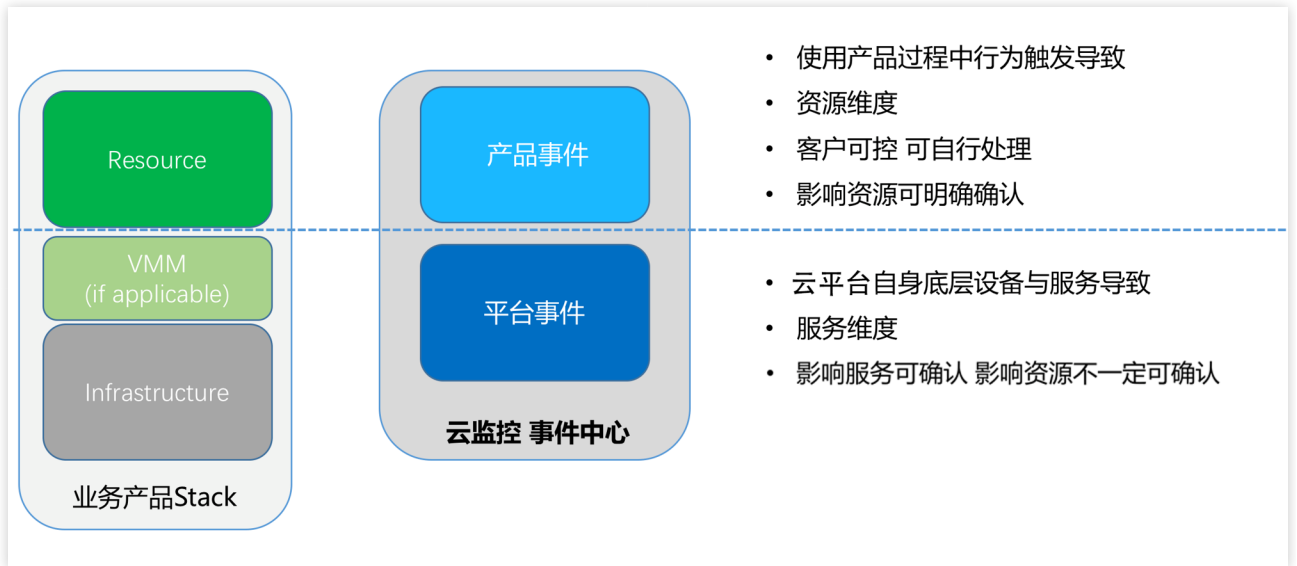 Resource
VMM
(if applicable)
Infrastructure
业务产品Stack
产品事件
平台事件
云监控 事件中心
• 使用产品过程中行为触发导致
• 资源维度
• 客户可控 可自行处理
• 影响资源可明确确认
• 云平台自身底层设备与服务导致
• 服务维度
• 影响服务可确认 影响资源不一定可确认